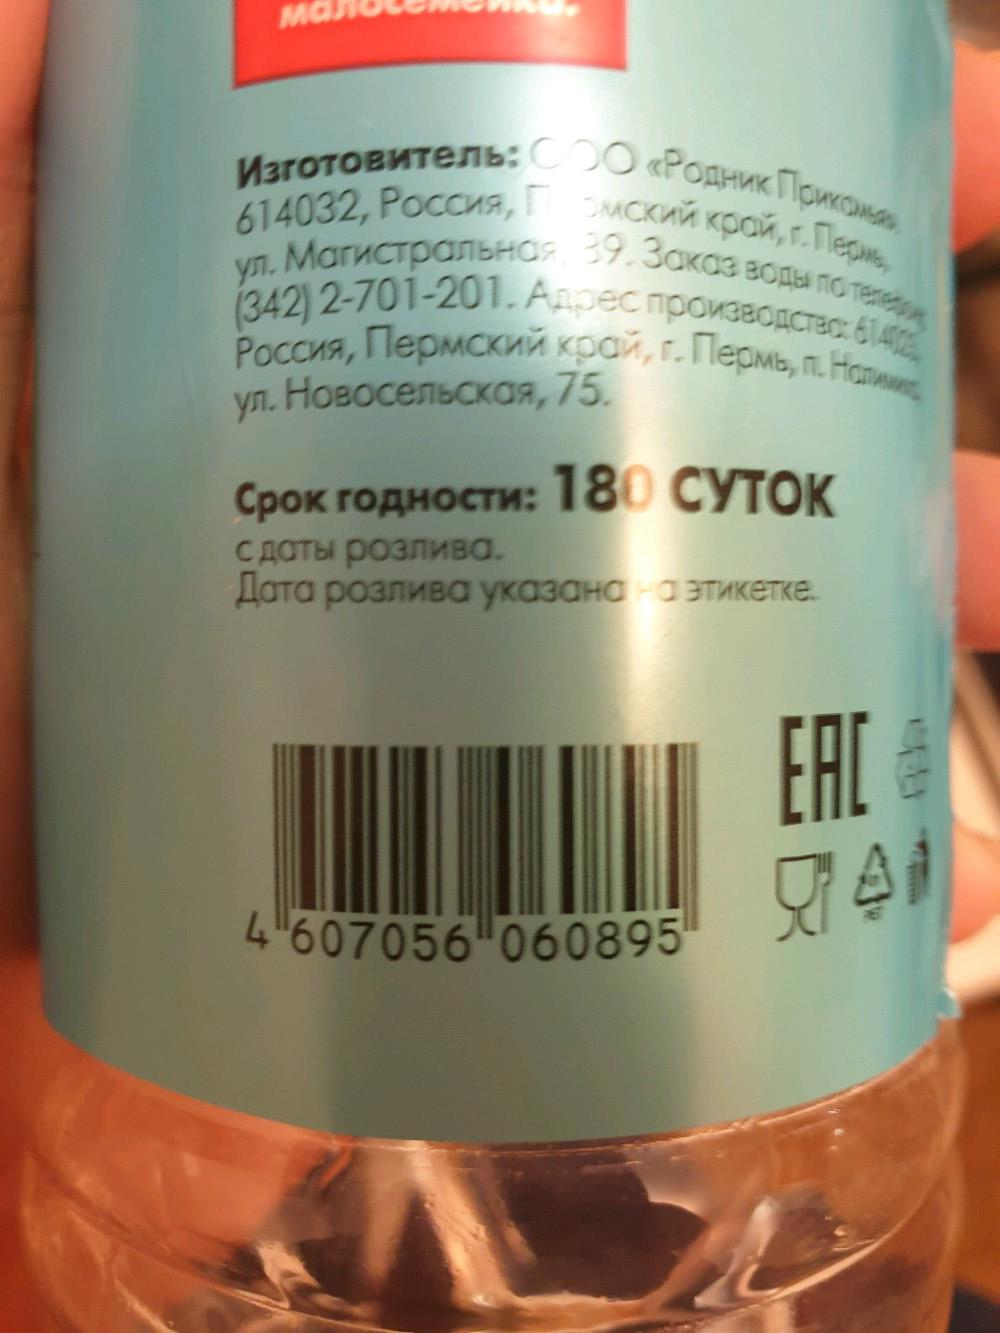 малосемейка.
Изготовитель: ООО «Родник Прикамья».
614032, Россия, Пермский край, г. Пермь,
ул. Магистральная, 89. Заказ воды по телефону
(342) 2-701-201. Адрес производства:
Россия, Пермский край, г. Пермь, п.
ул. Новосельская, 75.
Срок годности: 180 СУТОК
с даты розлива.
Дата розлива указана на этикетке.
EAC
4 607056 060895